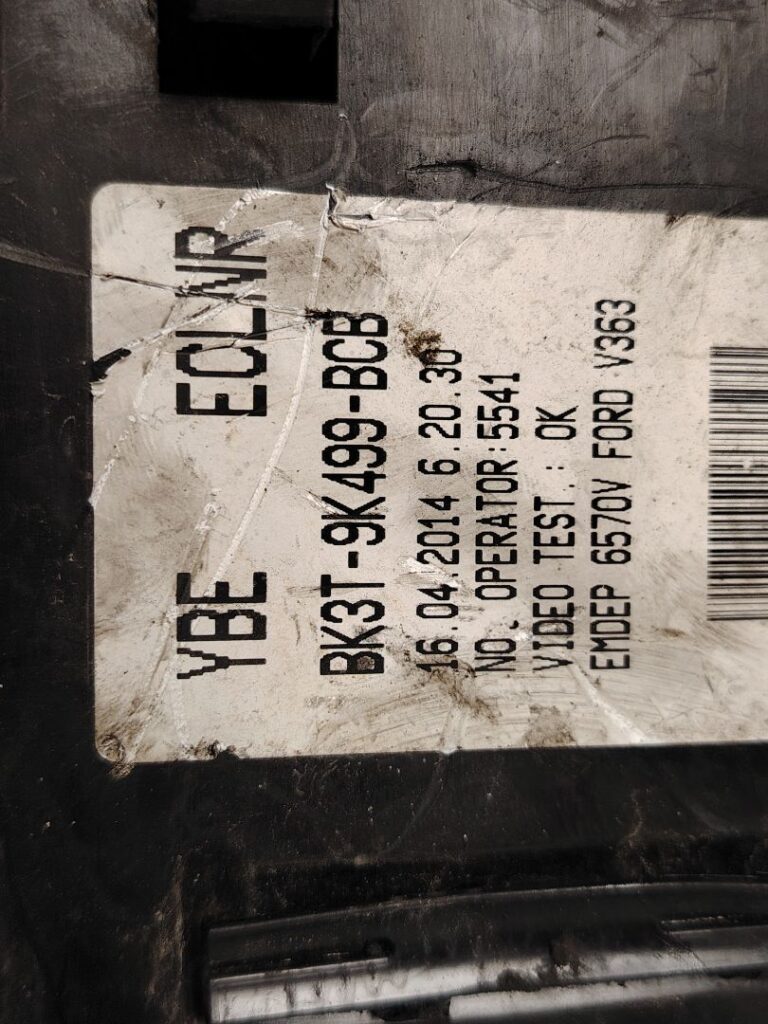 YBE ECLNR
BK3T-9K499-BCB
16.04.2014 6.20.30
NO. OPERATOR:5541
VIDEO TEST.: OK
EMDEP 6570V FORD V363